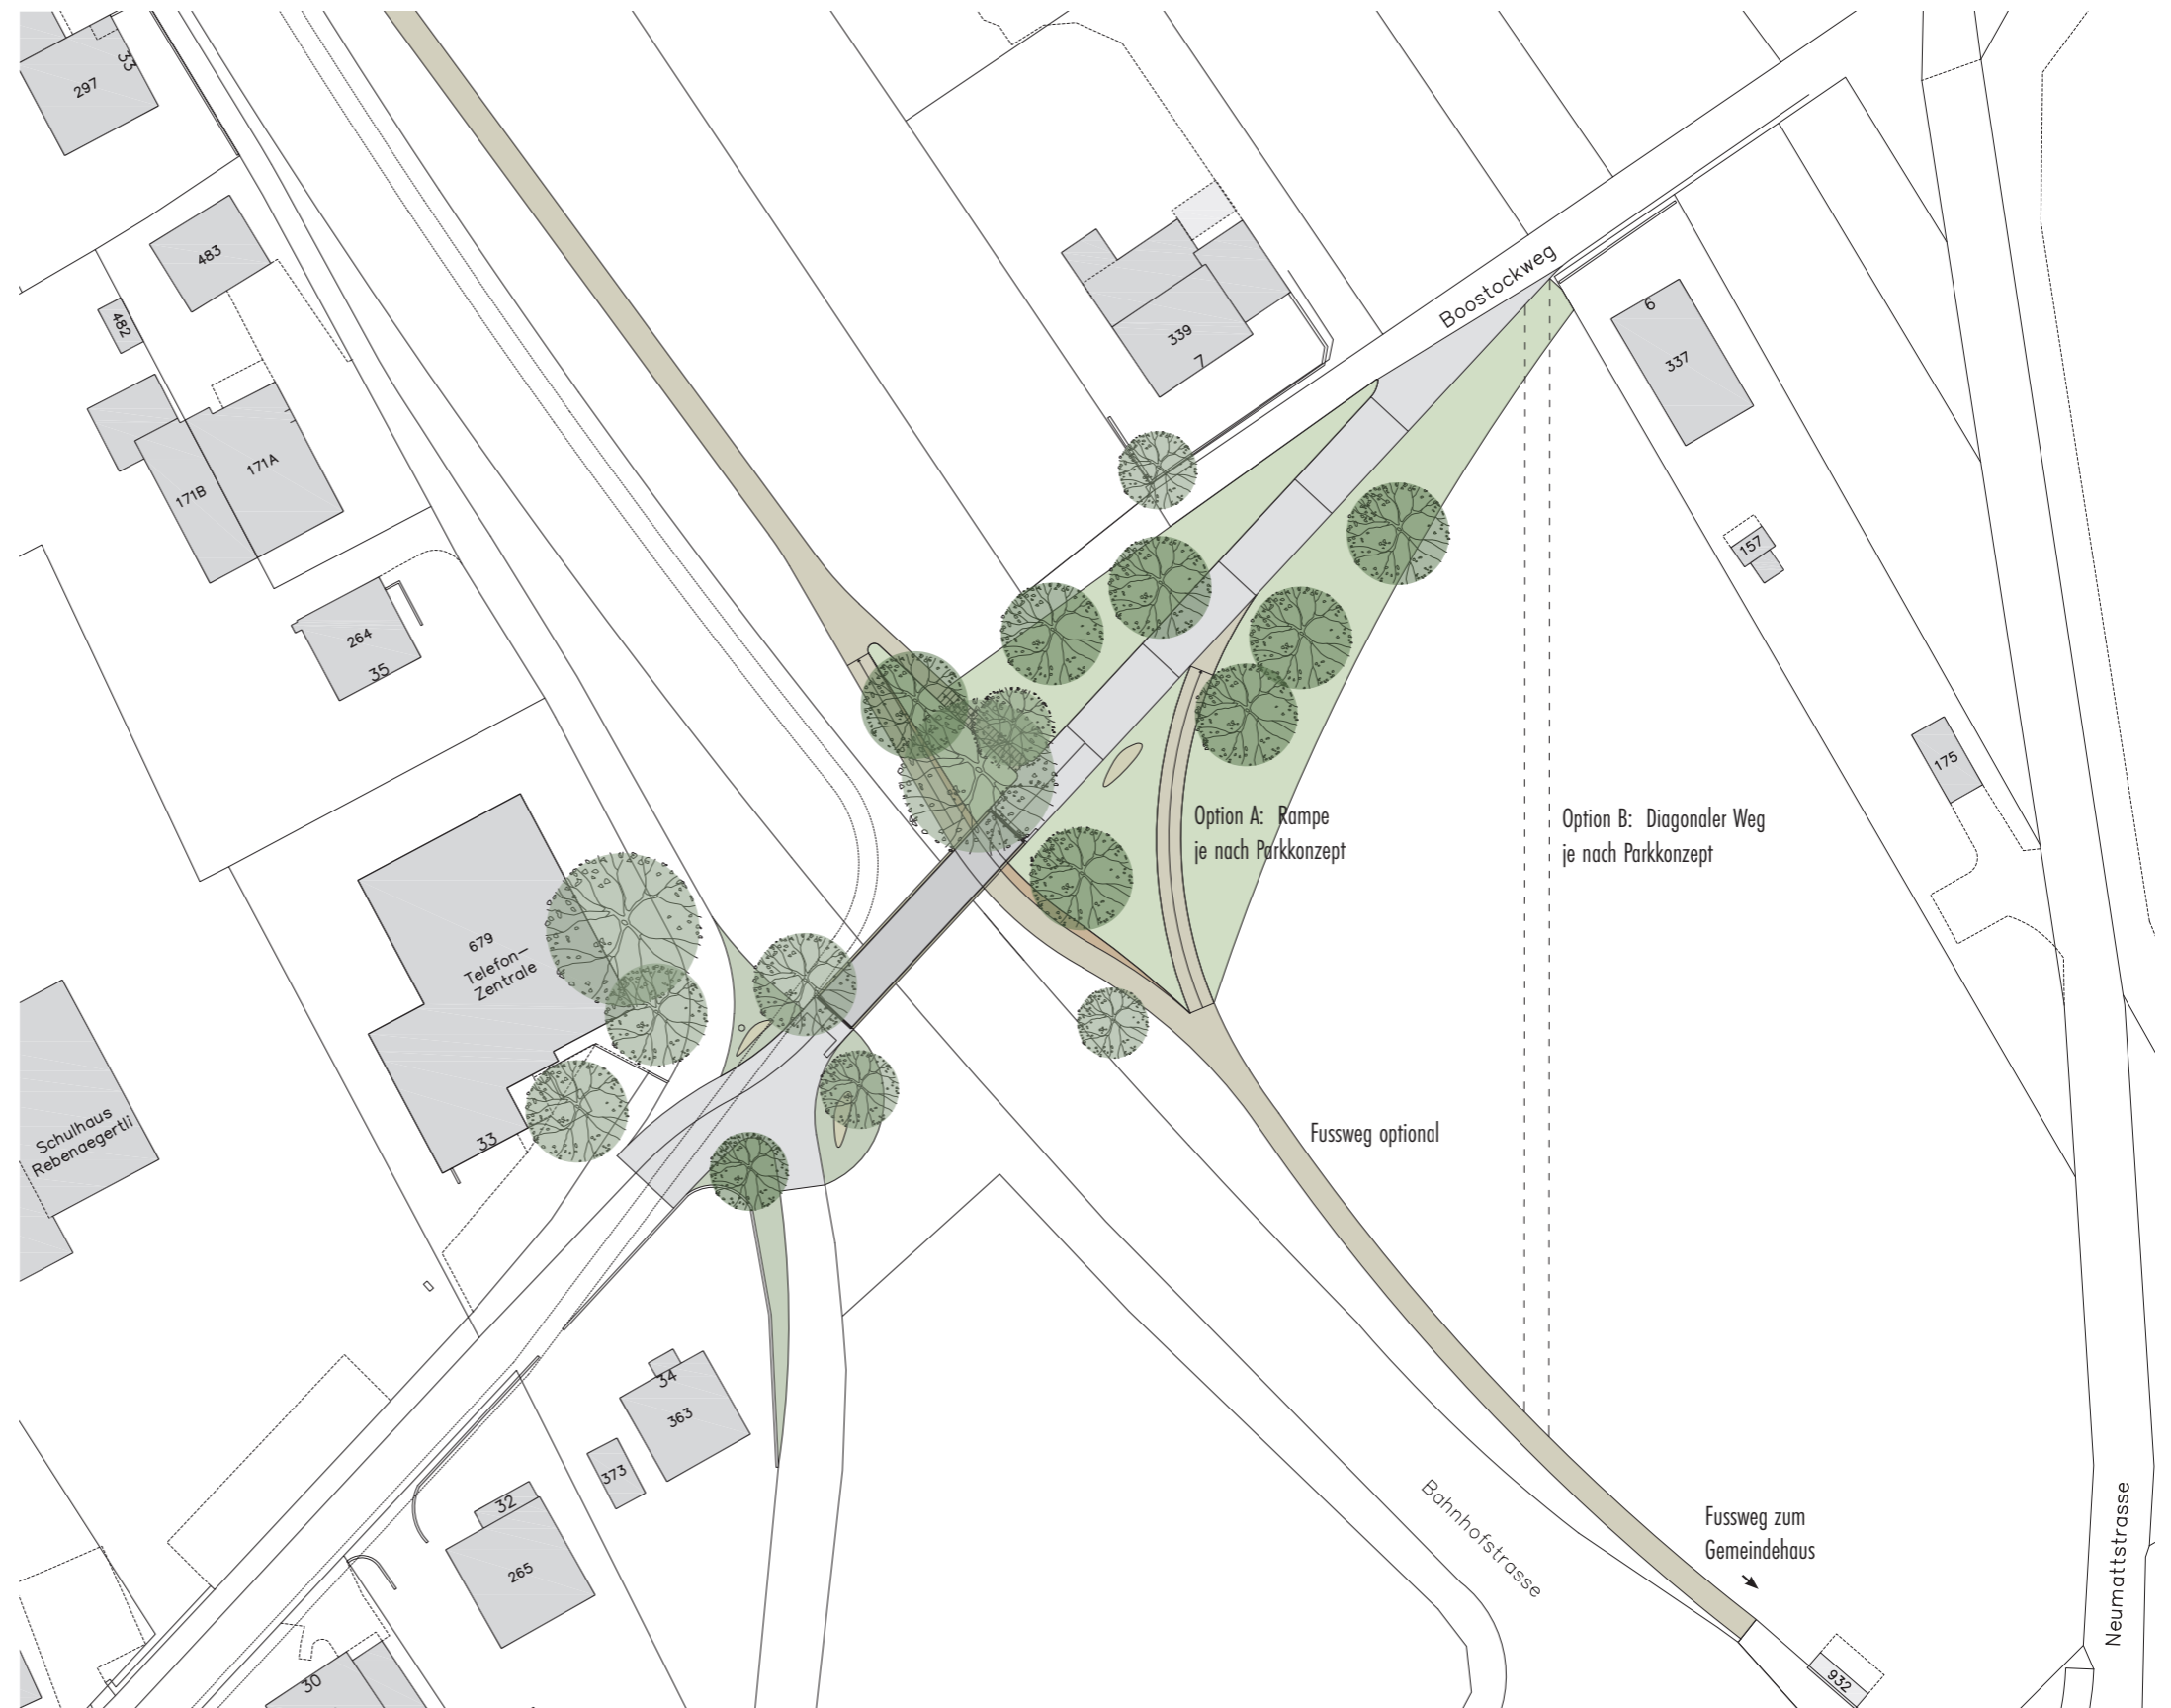 33
297
483
482
171A
171B
264
35
Boostockweg
339
7
6
337
157
175
Option A: Rampe
je nach Parkkonzept
Option B: Diagonaler Weg
je nach Parkkonzept
679
Telefon-
Zentrale
33
Schulhaus
Rebenaegertli
Fussweg optional
34
363
373
32
265
30
Bahnhofstrasse
Fussweg zum
Gemeindehaus
Neumattstrasse
932